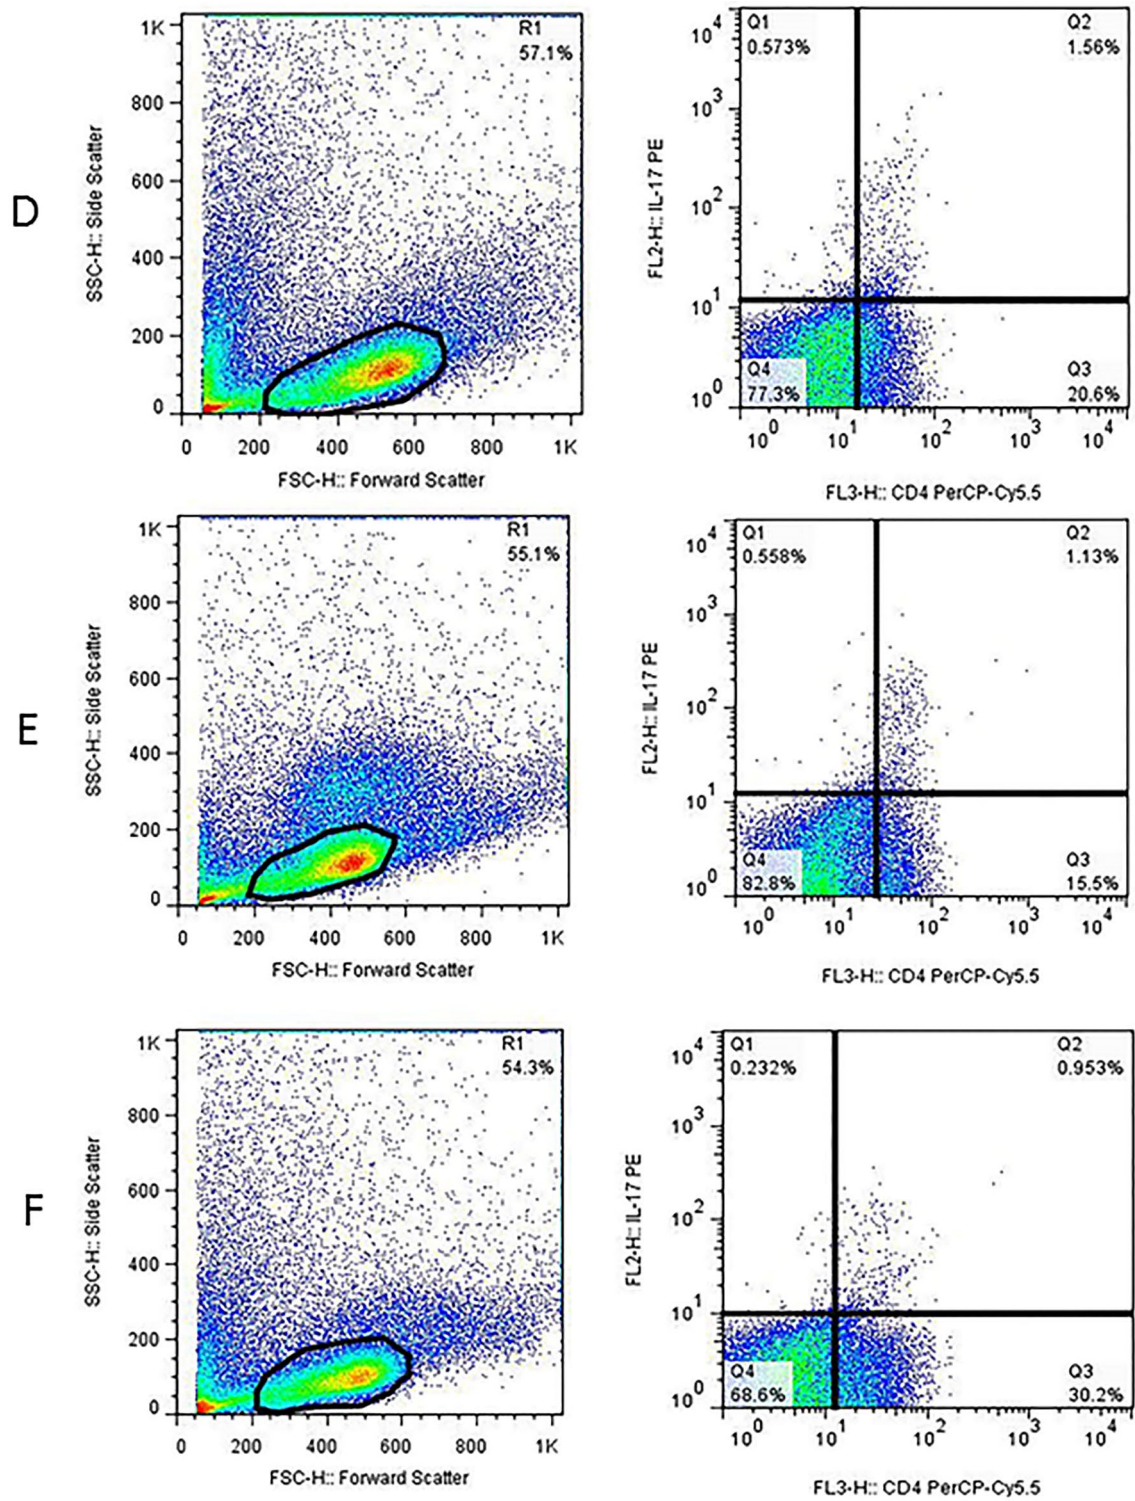 D
R1
57.1%
1K
800
600
400
200
0
SSC-H:: Side Scatter
0 200 400 600 800 1K
FSC-H:: Forward Scatter
Q1
0.573%
Q2
1.56%
Q4
77.3%
Q3
20.6%
10^4
10^3
10^2
10^1
10^0
FL2-H:: IL-17 PE
10^0 10^1 10^2 10^3 10^4
FL3-H:: CD4 PerCP-Cy5.5
E
R1
55.1%
1K
800
600
400
200
0
SSC-H:: Side Scatter
0 200 400 600 800 1K
FSC-H:: Forward Scatter
Q1
0.558%
Q2
1.13%
Q4
82.8%
Q3
15.5%
10^4
10^3
10^2
10^1
10^0
FL2-H:: IL-17 PE
10^0 10^1 10^2 10^3 10^4
FL3-H:: CD4 PerCP-Cy5.5
F
R1
54.3%
1K
800
600
400
200
0
SSC-H:: Side Scatter
0 200 400 600 800 1K
FSC-H:: Forward Scatter
Q1
0.232%
Q2
0.953%
Q4
68.6%
Q3
30.2%
10^4
10^3
10^2
10^1
10^0
FL2-H:: IL-17 PE
10^0 10^1 10^2 10^3 10^4
FL3-H:: CD4 PerCP-Cy5.5